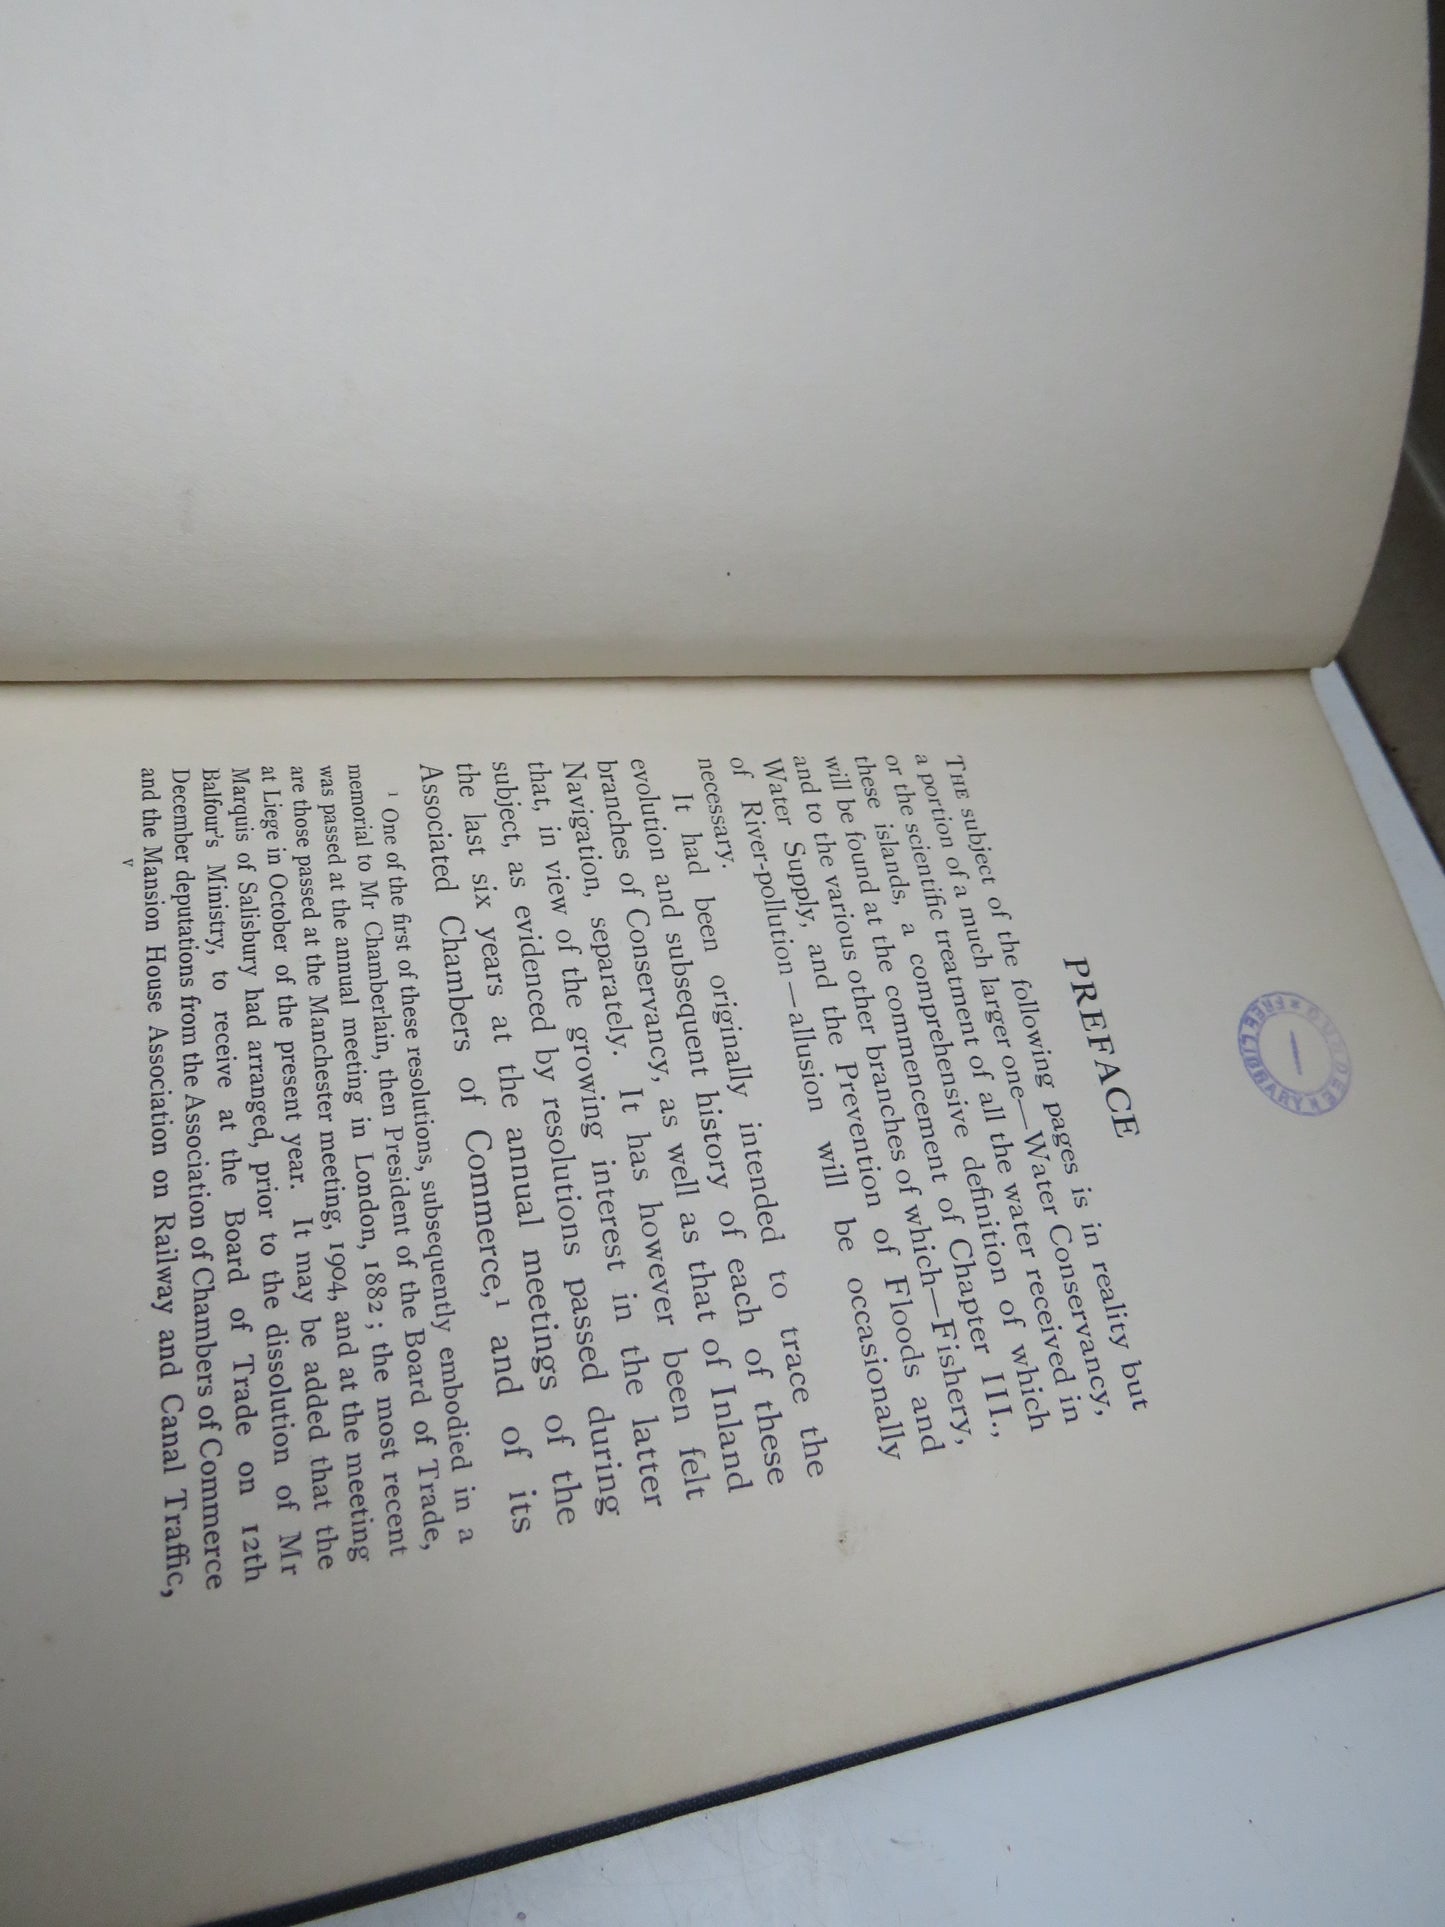 PREFACE
THE subject of the following pages is in reality but
a portion of a much larger one—Water Conservancy,
or the scientific treatment of all the water received in
these islands, a comprehensive definition of which
will be found at the commencement of Chapter III.,
and to the various other branches of which—Fishery,
Water Supply, and the Prevention of Floods and
of River-pollution—allusion will be occasionally
necessary.
It had been originally intended to trace the
evolution and subsequent history of each of these
branches of Conservancy, as well as that of Inland
Navigation, separately. It has however been felt
that, in view of the growing interest in the latter
subject, as evidenced by resolutions passed during
the last six years at the annual meetings of the
Associated Chambers of Commerce,¹ and of its
¹ One of the first of these resolutions, subsequently embodied in a
memorial to Mr Chamberlain, then President of the Board of Trade,
was passed at the annual meeting in London, 1882; the most recent
are those passed at the Manchester meeting, 1904, and at the meeting
at Liege in October of the present year. It may be added that the
Marquis of Salisbury had arranged, prior to the dissolution of Mr
Balfour's Ministry, to receive at the Board of Trade on 12th
December deputations from the Association of Chambers of Commerce
and the Mansion House Association on Railway and Canal Traffic,
v
LIBRARY